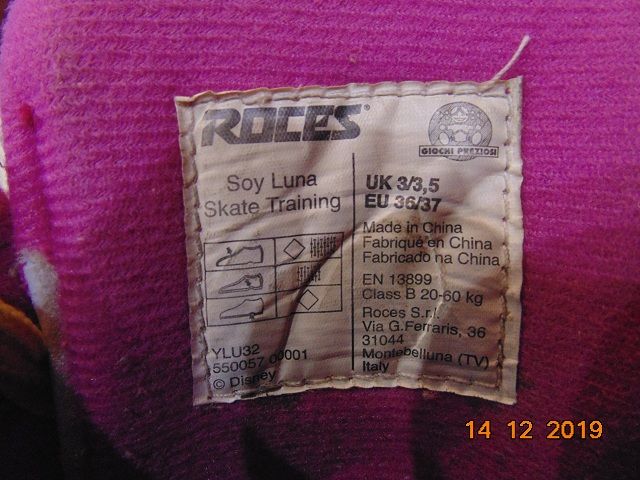 ROCES®
GIOCHI PREZIOSI
Soy Luna
Skate Training
YLU32
550057 00001
© Disney
UK 3/3,5
EU 36/37
Made in China
Fabriqué en China
Fabricado na China
EN 13899
Class B 20-60 kg
Roces S.r.l.
Via G.Ferraris, 36
31044
Montebelluna (TV)
Italy
14 12 2019